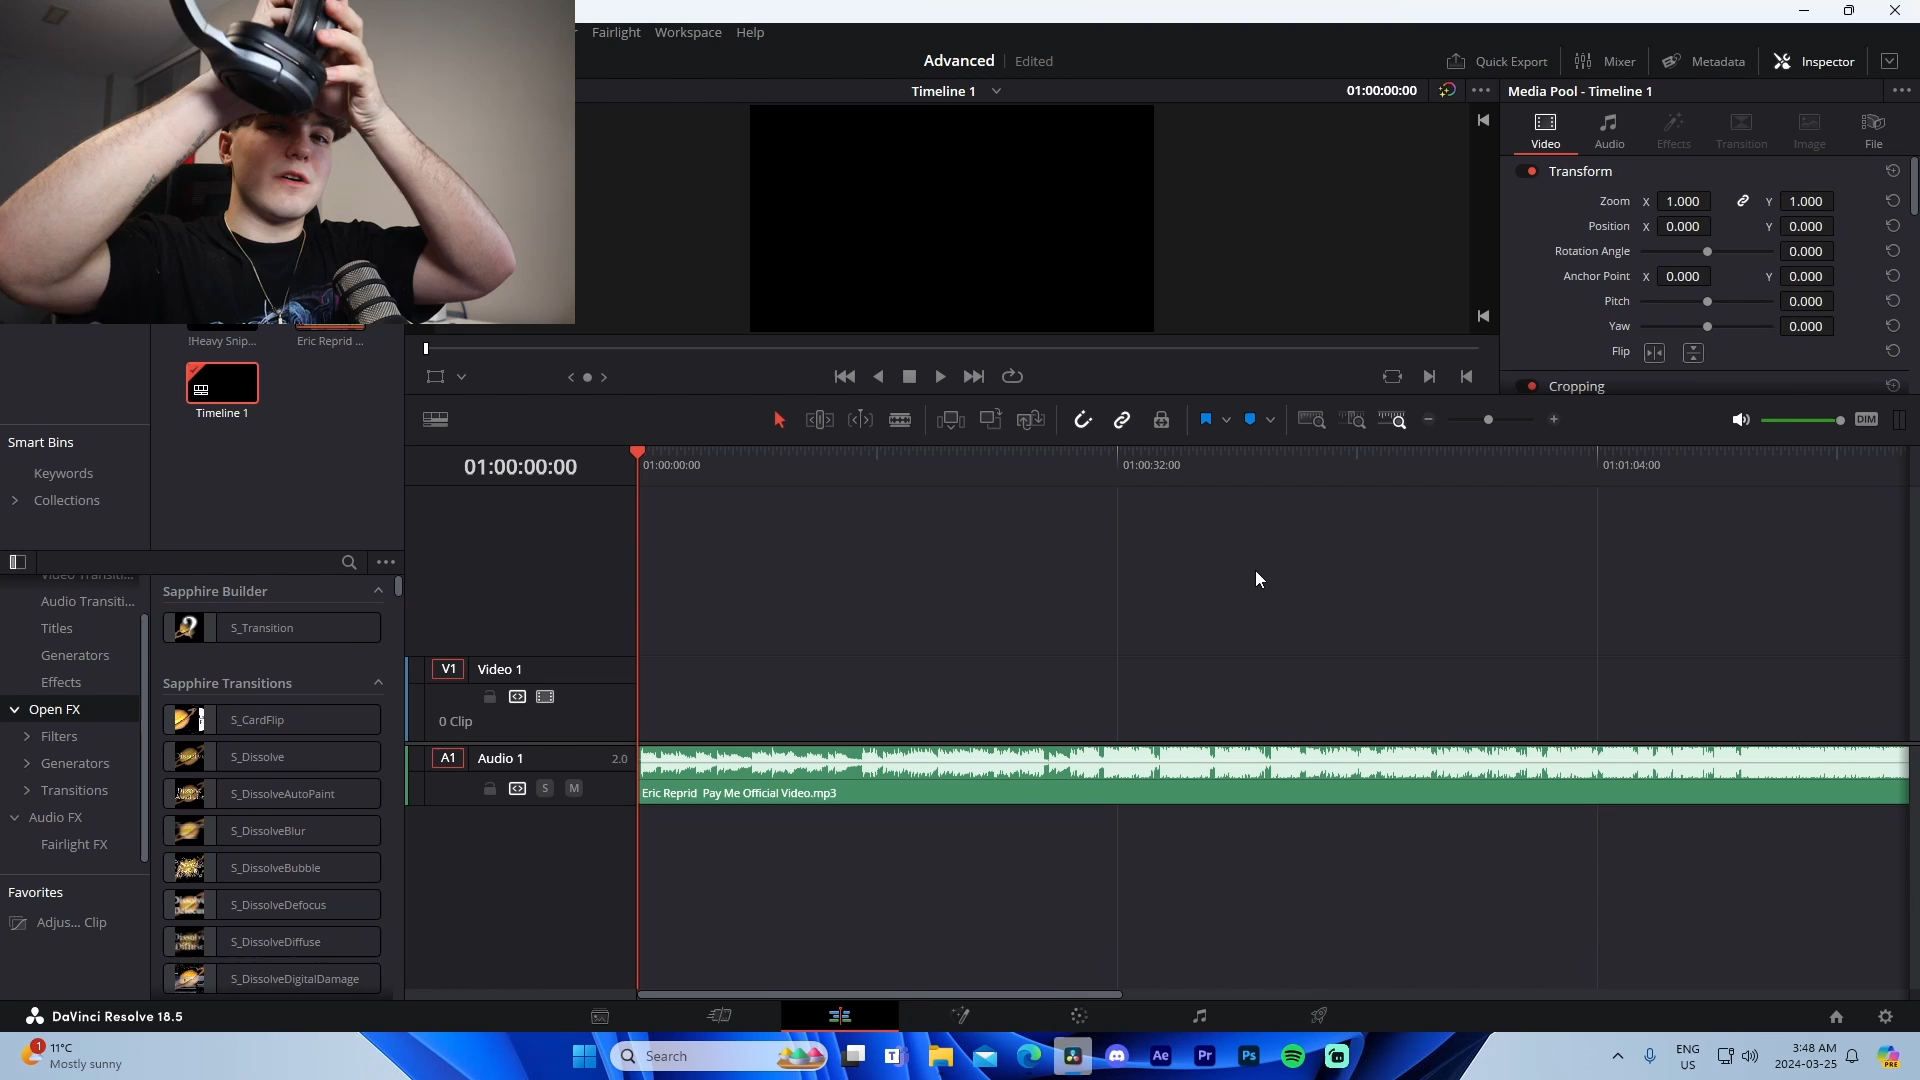 Fairlight Workspace Help
Advanced Edited
Quick Export Mixer Metadata Inspector
Timeline 1 01:00:00:00
Media Pool - Timeline 1
Video Audio Effects Transition Image File
Transform
Zoom X 1.000 Y 1.000
Position X 0.000 Y 0.000
Rotation Angle 0.000
Anchor Point X 0.000 Y 0.000
Pitch 0.000
Yaw 0.000
Flip
Cropping
!Heavy Snip... Eric Reprid ...
Timeline 1
Smart Bins
Keywords
Collections
DIM
01:00:00:00
01:00:00:00 01:00:32:00 01:01:04:00
Video Transiti...
Audio Transiti...
Titles
Generators
Effects
Open FX
Filters
Generators
Transitions
Audio FX
Fairlight FX
Favorites
Adjus... Clip
Sapphire Builder
S_Transition
Sapphire Transitions
S_CardFlip
S_Dissolve
S_DissolveAutoPaint
S_DissolveBlur
S_DissolveBubble
S_DissolveDefocus
S_DissolveDiffuse
S_DissolveDigitalDamage
V1 Video 1
0 Clip
A1 Audio 1 2.0
S M
Eric Reprid Pay Me Official Video.mp3
DaVinci Resolve 18.5
1
11°C
Mostly sunny
Search
Ae Pr Ps
ENG
US
3:48 AM
2024-03-25
PRE